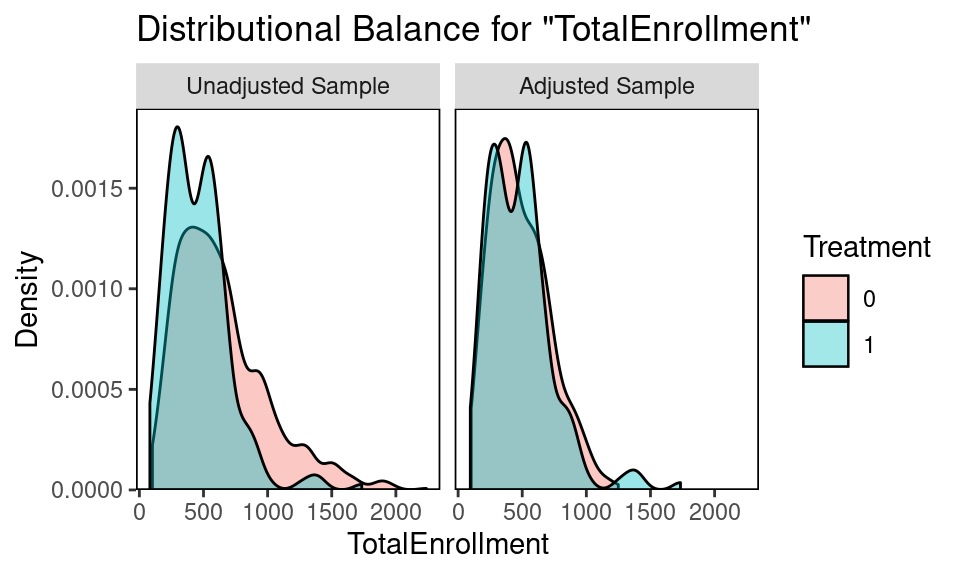 Distributional Balance for "TotalEnrollment"
Unadjusted Sample
Adjusted Sample
Density
0.0015
0.0010
0.0005
0.0000
0 500 1000 1500 2000
0 500 1000 1500 2000
TotalEnrollment
Treatment
0
1